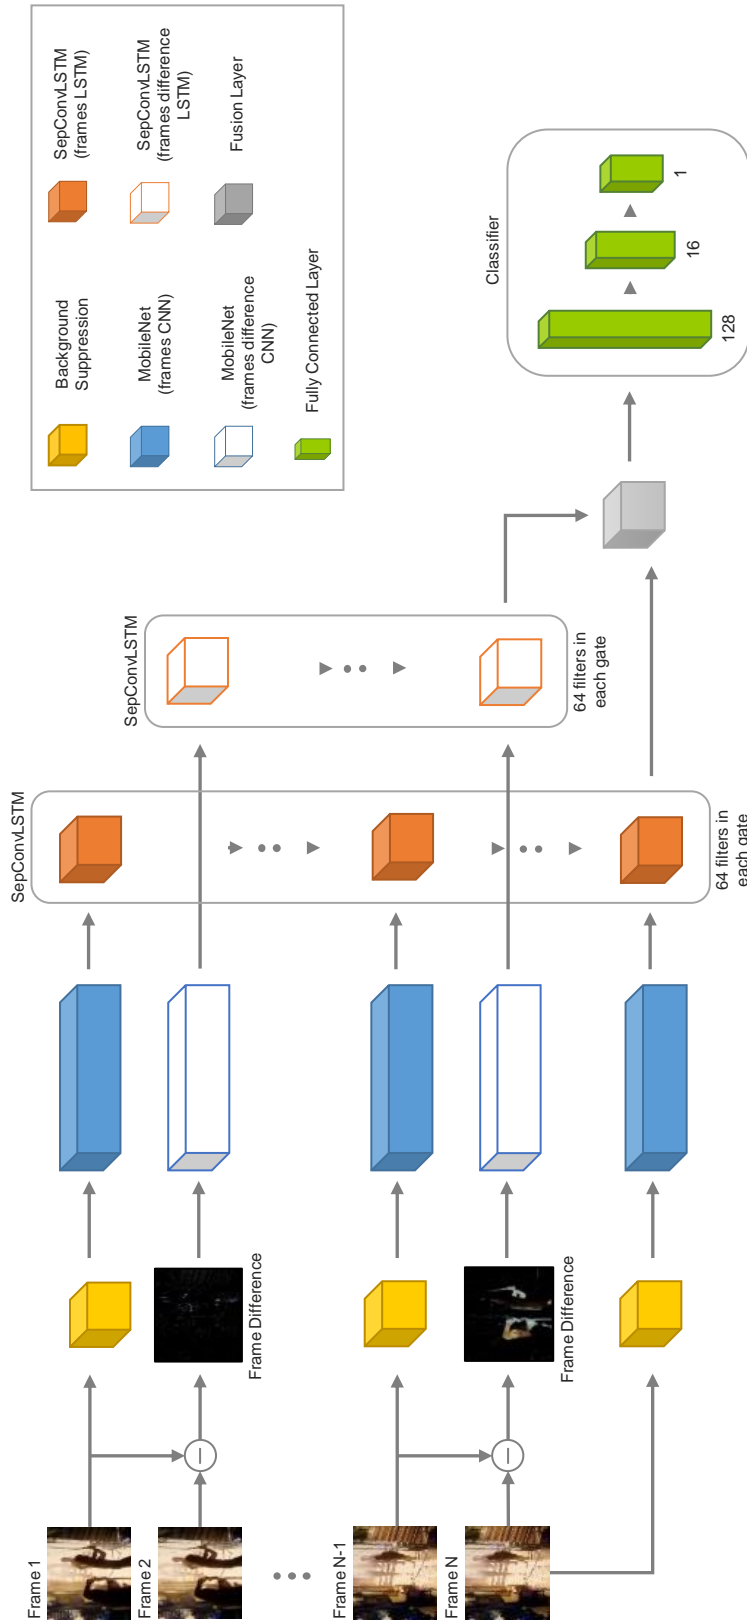 Background
Suppression
MobileNet
(frames CNN)
MobileNet
(frames difference
CNN)
Fully Connected Layer
SepConvLSTM
(frames LSTM)
SepConvLSTM
(frames difference
LSTM)
Fusion Layer
Frame 1
Frame 2
Frame N-1
Frame N
Frame Difference
Frame Difference
SepConvLSTM
64 filters in
each gate
SepConvLSTM
64 filters in
each gate
Classifier
128
16
1